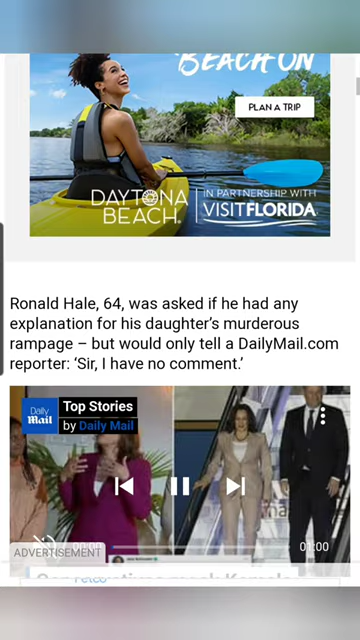 BEACH ON
PLAN A TRIP
DAYTONA BEACH.
IN PARTNERSHIP WITH
VISITFLORIDA
Ronald Hale, 64, was asked if he had any
explanation for his daughter’s murderous
rampage – but would only tell a DailyMail.com
reporter: ‘Sir, I have no comment.’
Daily Mail
Top Stories
by Daily Mail
01:00
ADVERTISEMENT